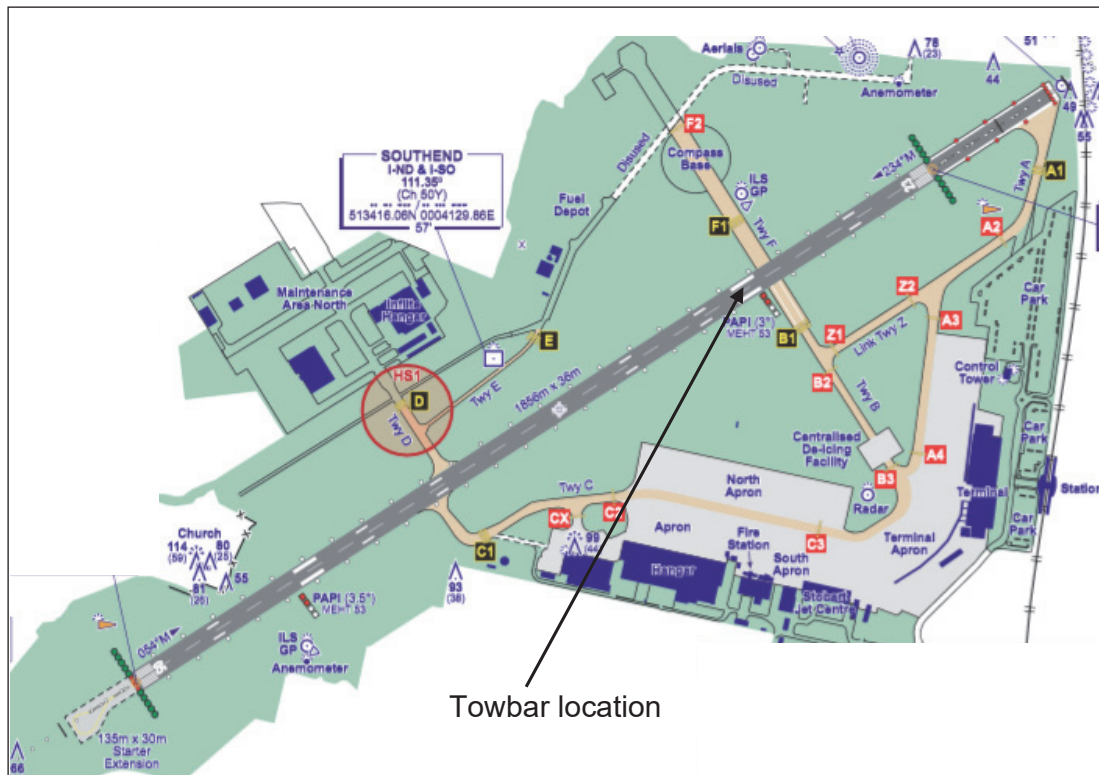 78
(23)
51
44
49
55
Aerials
Disused
Anemometer
F2
Compass
Base
Disused
SOUTHEND
I-ND & I-SO
111.35°
(Ch 50Y)
513416.06N 0004129.86E
57'
Fuel
Depot
ILS
GP
234°M
23
Twy A
A1
A2
F1
Twy F
X
Maintenance
Area North
Inflite
Hangar
PAPI (3°)
MEHT 53
Z2
A3
Car
Park
B1
Z1
Link Twy Z
E
HS1
D
Twy E
Twy D
1856m x 36m
B2
Twy B
Control
Tower
Centralised
De-icing
Facility
Car
Park
A4
B3
Station
North
Apron
Radar
Terminal
Twy C
CX
C2
C3
Apron
Fire
Station
South
Apron
Terminal
Apron
Car
Park
Church
114
(59)
80
(25)
81
(26)
55
C1
99
(44)
93
(38)
Hangar
Stobart
Jet Centre
PAPI (3.5°)
MEHT 53
054°M
ILS
GP
Anemometer
Towbar location
135m x 30m
Starter
Extension
66